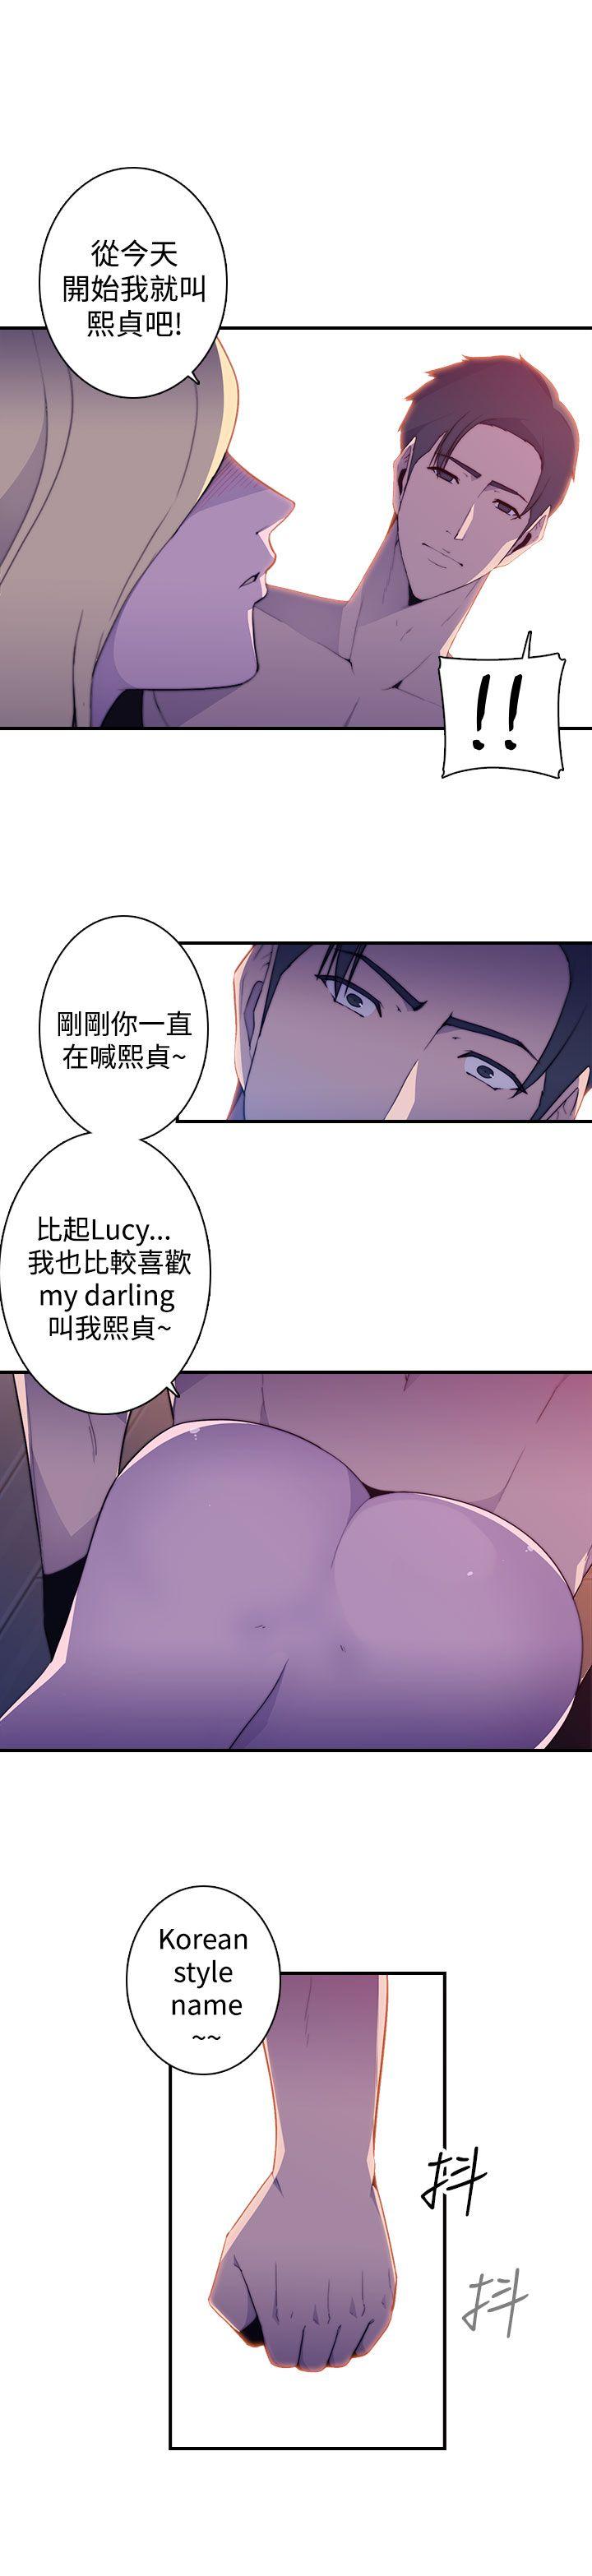 從今天
開始我就叫
熙貞吧!
!!
剛剛你一直
在喊熙貞~
比起Lucy...
我也比較喜歡
my darling
叫我熙貞~
Korean
style
name
~~
抖
抖